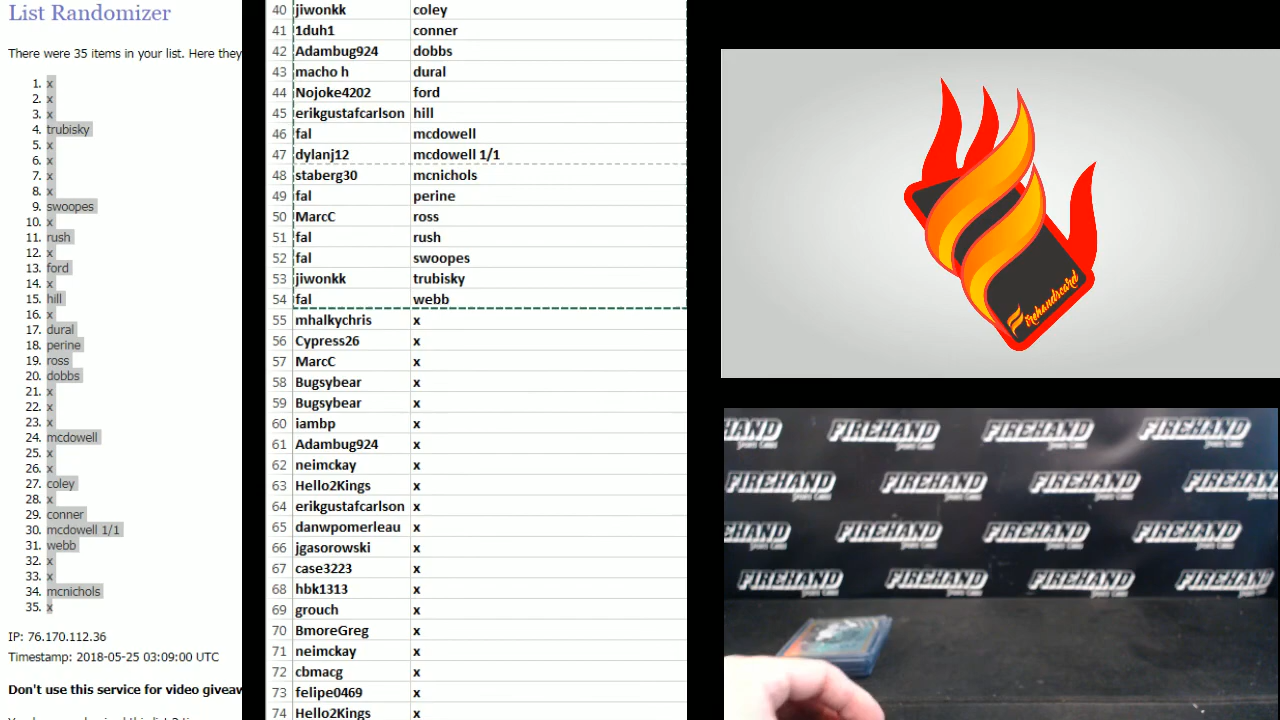 List Randomizer
There were 35 items in your list. Here they
1. x
2. x
3. x
4. trubisky
5. x
6. x
7. x
8. x
9. swoopes
10. x
11. rush
12. x
13. ford
14. x
15. hill
16. x
17. dural
18. perine
19. ross
20. dobbs
21. x
22. x
23. x
24. mcdowell
25. x
26. x
27. coley
28. x
29. conner
30. mcdowell 1/1
31. webb
32. x
33. x
34. mcnichols
35. x
IP: 76.170.112.36
Timestamp: 2018-05-25 03:09:00 UTC
Don't use this service for video giveaw
40 jiwonkk coley
41 1duh1 conner
42 Adambug924 dobbs
43 macho h dural
44 Nojoke4202 ford
45 erikgustafcarlson hill
46 fal mcdowell
47 dylanj12 mcdowell 1/1
48 staberg30 mcnichols
49 fal perine
50 MarcC ross
51 fal rush
52 fal swoopes
53 jiwonkk trubisky
54 fal webb
55 mhalkychris x
56 Cypress26 x
57 MarcC x
58 Bugsybear x
59 Bugsybear x
60 iambp x
61 Adambug924 x
62 neimckay x
63 Hello2Kings x
64 erikgustafcarlson x
65 danwpomerleau x
66 jgasorowski x
67 case3223 x
68 hbk1313 x
69 grouch x
70 BmoreGreg x
71 neimckay x
72 cbmacg x
73 felipe0469 x
74 Hello2Kings x
Firehandscard
FIREHAND FIREHAND FIREHAND
FIREHAND FIREHAND FIREHAND
FIREHAND FIREHAND FIREHAND FIREHAND
FIREHAND FIREHAND FIREHAND FIREHAND